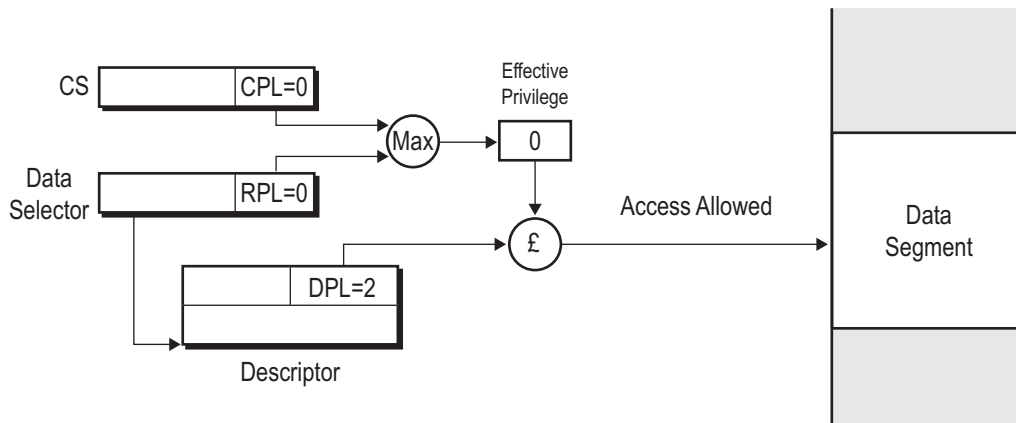 Effective
Privilege
CS
CPL=0
Max
0
Data
Selector
RPL=0
Access Allowed
Data
Segment
£
DPL=2
Descriptor